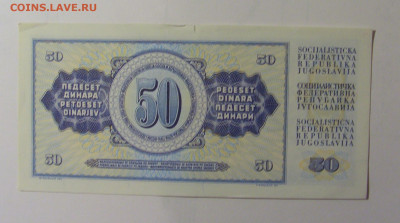 COINS.LAVE.RU
50
ПЕДЕСЕТ
ДИНАРА
PETDESET
DINARJEV
50
PEDESET
DINARA
ПЕДЕСЕТ
ДИНАРИ
50
50
SOCIJALISTIČKA
FEDERATIVNA
REPUBLIKA
JUGOSLAVIJA
СОЦИЈАЛИСТИЧКА
ФЕДЕРАТИВНА
РЕПУБЛИКА
ЈУГОСЛАВИЈА
SOCIALISTIČNA
FEDERATIVNA
REPUBLIKA
JUGOSLAVIJA
50